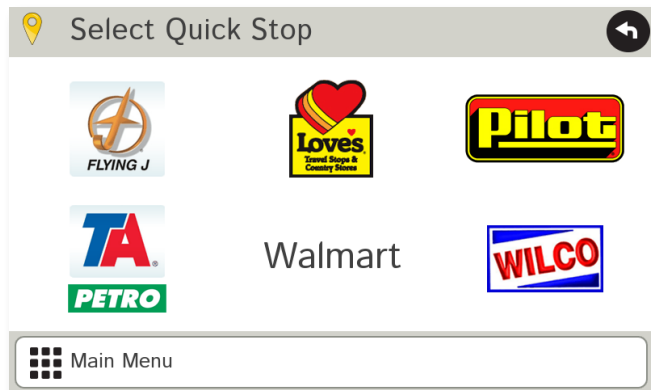 Select Quick Stop
FLYING J
Loves
Travel Stops &
Country Stores
Pilot
TA
PETRO
Walmart
WILCO
Main Menu